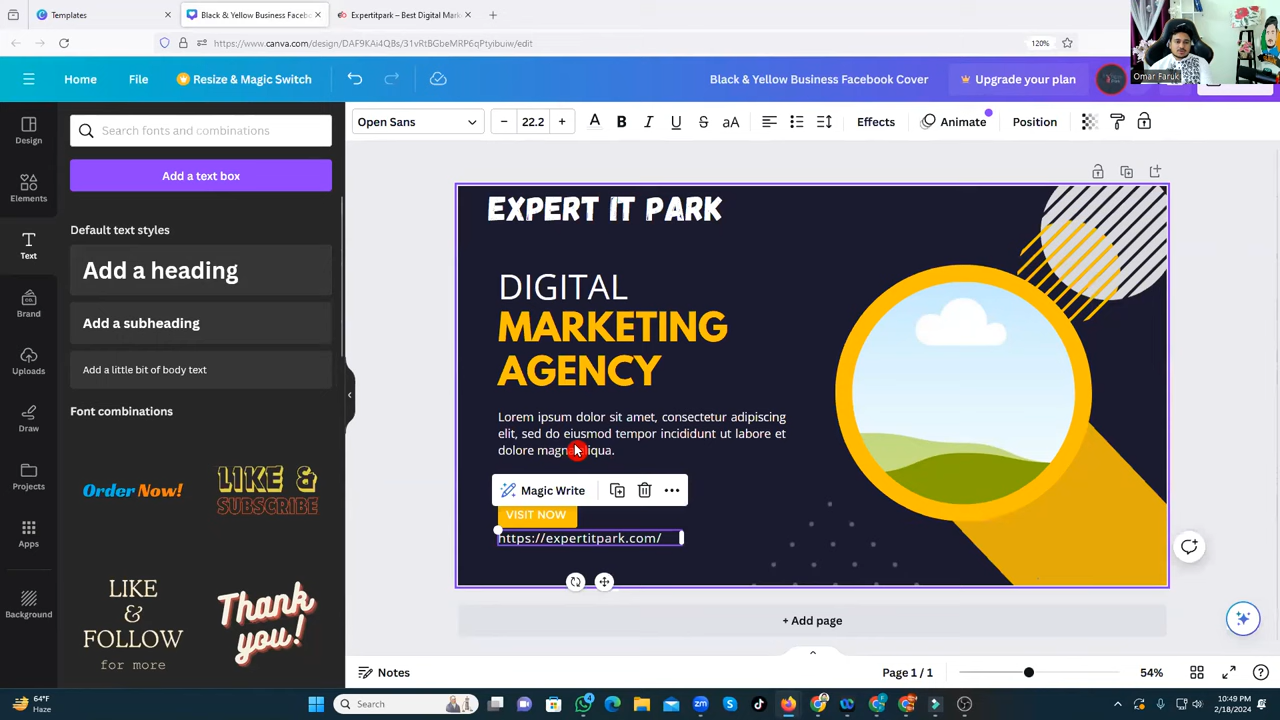 Templates
Black & Yellow Business Facebo
Expertitpark – Best Digital Mark
https://www.canva.com/design/DAF9KAi4Q8s/31vRtBGbeMRP6dnyibuiw/edit
120%
Omar Faruk
Home
File
Resize & Magic Switch
Black & Yellow Business Facebook Cover
Upgrade your plan
Design
Elements
Text
Brand
Uploads
Draw
Projects
Apps
Background
Search fonts and combinations
Add a text box
Default text styles
Add a heading
Add a subheading
Add a little bit of body text
Font combinations
Order Now!
LIKE &
SUBSCRIBE
LIKE
&
FOLLOW
for more
Thank
you!
Open Sans
– 22.2 +
A B I U S aA
Effects
Animate
Position
EXPERT IT PARK
DIGITAL
MARKETING
AGENCY
Lorem ipsum dolor sit amet, consectetur adipiscing
elit, sed do eiusmod tempor incididunt ut labore et
dolore magna aliqua.
Magic Write
VISIT NOW
https://expertitpark.com/
+ Add page
Notes
Page 1 / 1
54%
64°F
Haze
Search
10:49 PM
2/18/2024